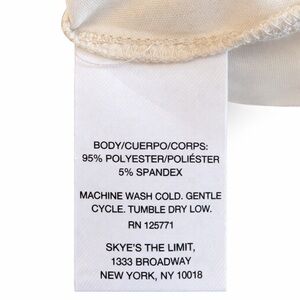 BODY/CUERPO/CORPS:
95% POLYESTER/POLIÉSTER
5% SPANDEX
MACHINE WASH COLD. GENTLE
CYCLE. TUMBLE DRY LOW.
RN 125771
SKYE'S THE LIMIT,
1333 BROADWAY
NEW YORK, NY 10018